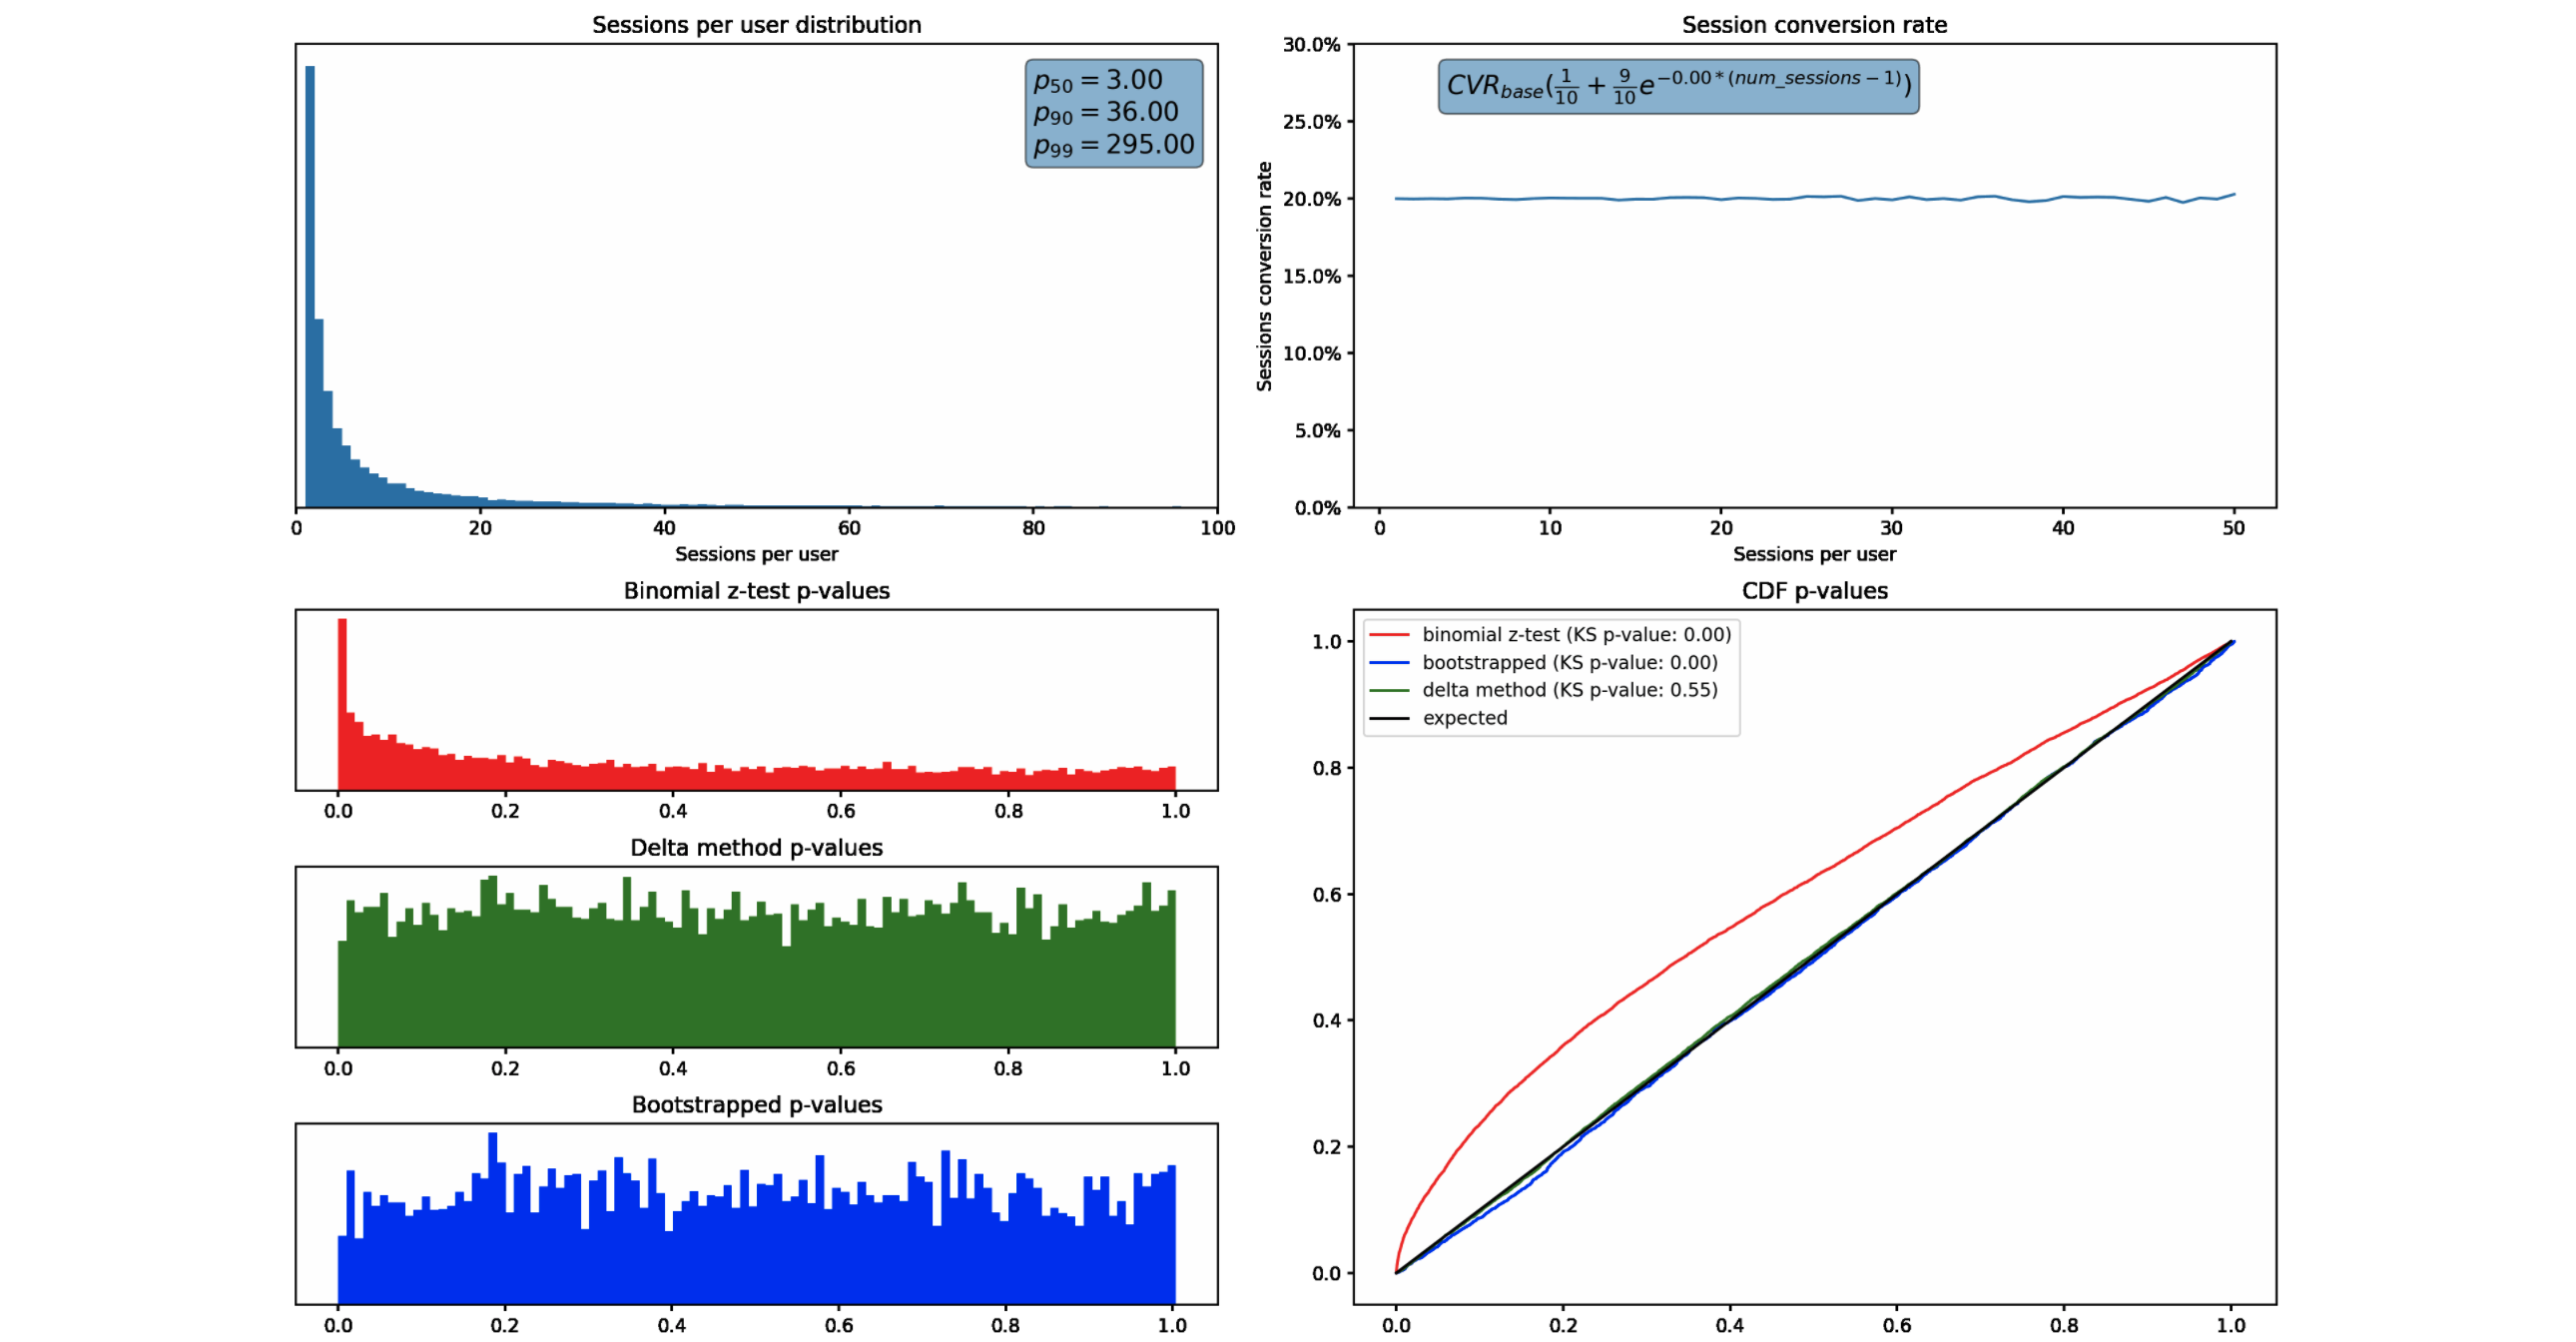 Sessions per user distribution
p50 = 3.00
p90 = 36.00
p99 = 295.00
0 20 40 60 80 100
Sessions per user
Session conversion rate
CVRbase(1/10 + 9/10 e^−0.00*(num_sessions−1))
30.0%
25.0%
20.0%
15.0%
10.0%
5.0%
0.0%
Sessions conversion rate
0 10 20 30 40 50
Sessions per user
Binomial z-test p-values
0.0 0.2 0.4 0.6 0.8 1.0
Delta method p-values
0.0 0.2 0.4 0.6 0.8 1.0
Bootstrapped p-values
0.0 0.2 0.4 0.6 0.8 1.0
CDF p-values
binomial z-test (KS p-value: 0.00)
bootstrapped (KS p-value: 0.00)
delta method (KS p-value: 0.55)
expected
1.0
0.8
0.6
0.4
0.2
0.0
0.0 0.2 0.4 0.6 0.8 1.0